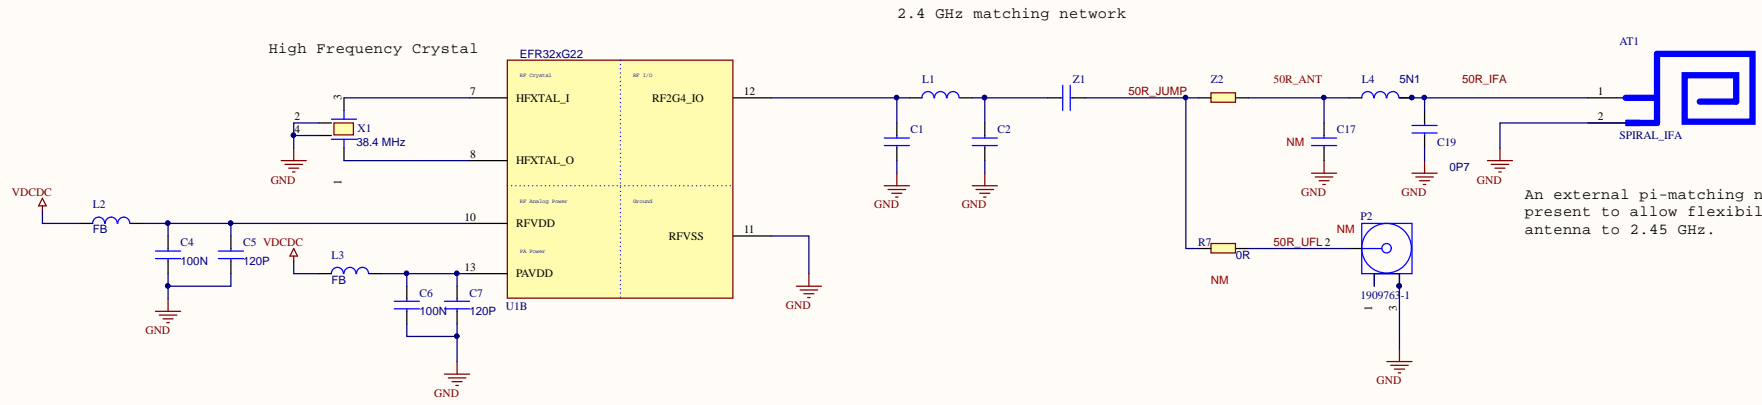 2.4 GHz matching network
High Frequency Crystal
EFR32xG22
RF Crystal
RF I/O
7
HFXTAL_I
RF2G4_IO
12
3
2
4
X1
38.4 MHz
1
8
HFXTAL_O
GND
VDCDC
L2
FB
C4
100N
C5
120P
GND
RF Analog Power
Ground
10
RFVDD
RFVSS
11
GND
VDCDC
L3
FB
PA Power
13
PAVDD
C6
100N
C7
120P
U1B
GND
L1
C1
GND
C2
GND
Z1
50R_JUMP
Z2
50R_ANT
L4
5N1
50R_IFA
C17
NM
GND
C19
0P7
GND
AT1
1
2
SPIRAL_IFA
GND
An external pi-matching n
present to allow flexibil
antenna to 2.45 GHz.
R7
0R
NM
50R_UFL
2
P2
NM
1909763-1
1
3
GND